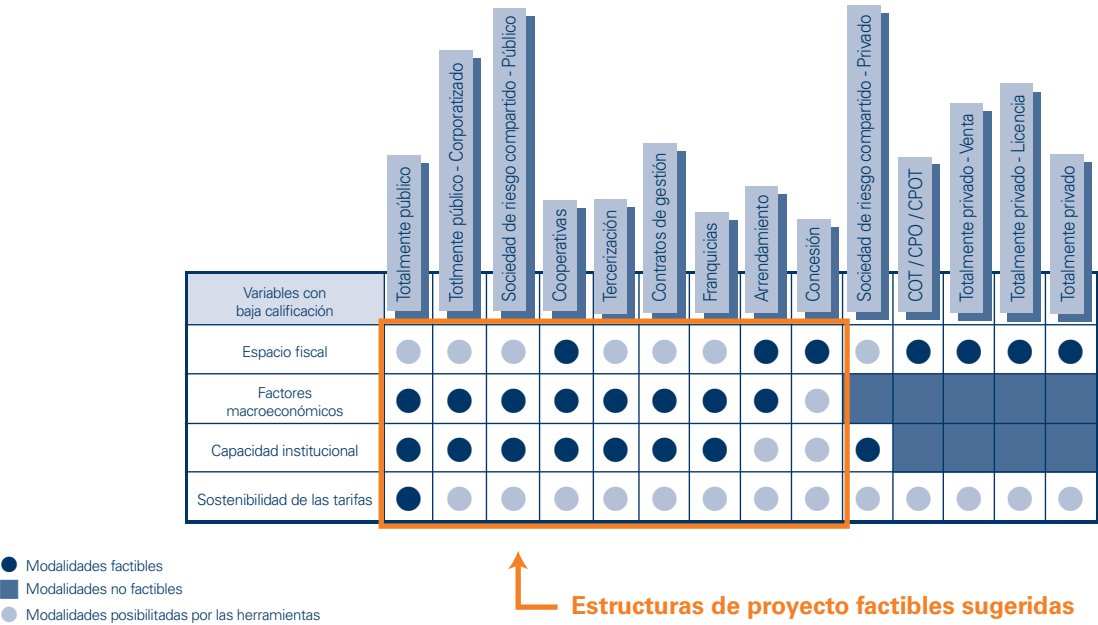 Totalmente público
Totlmente público - Corporatizado
Sociedad de riesgo compartido - Público
Cooperativas
Tercerización
Contratos de gestión
Franquicias
Arrendamiento
Concesión
Sociedad de riesgo compartido - Privado
COT / CPO / CPOT
Totalmente privado - Venta
Totalmente privado - Licencia
Totalmente privado
Variables con
baja calificación
Espacio fiscal
Factores
macroeconómicos
Capacidad institucional
Sostenibilidad de las tarifas
Modalidades factibles
Modalidades no factibles
Modalidades posibilitadas por las herramientas
Estructuras de proyecto factibles sugeridas